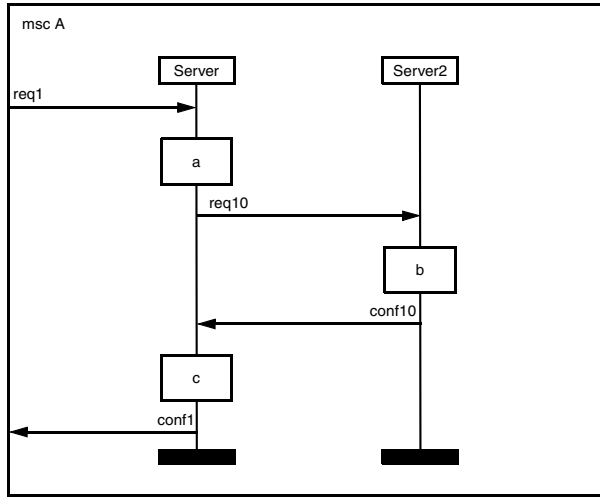 msc A
Server
Server2
req1
a
req10
b
conf10
c
conf1